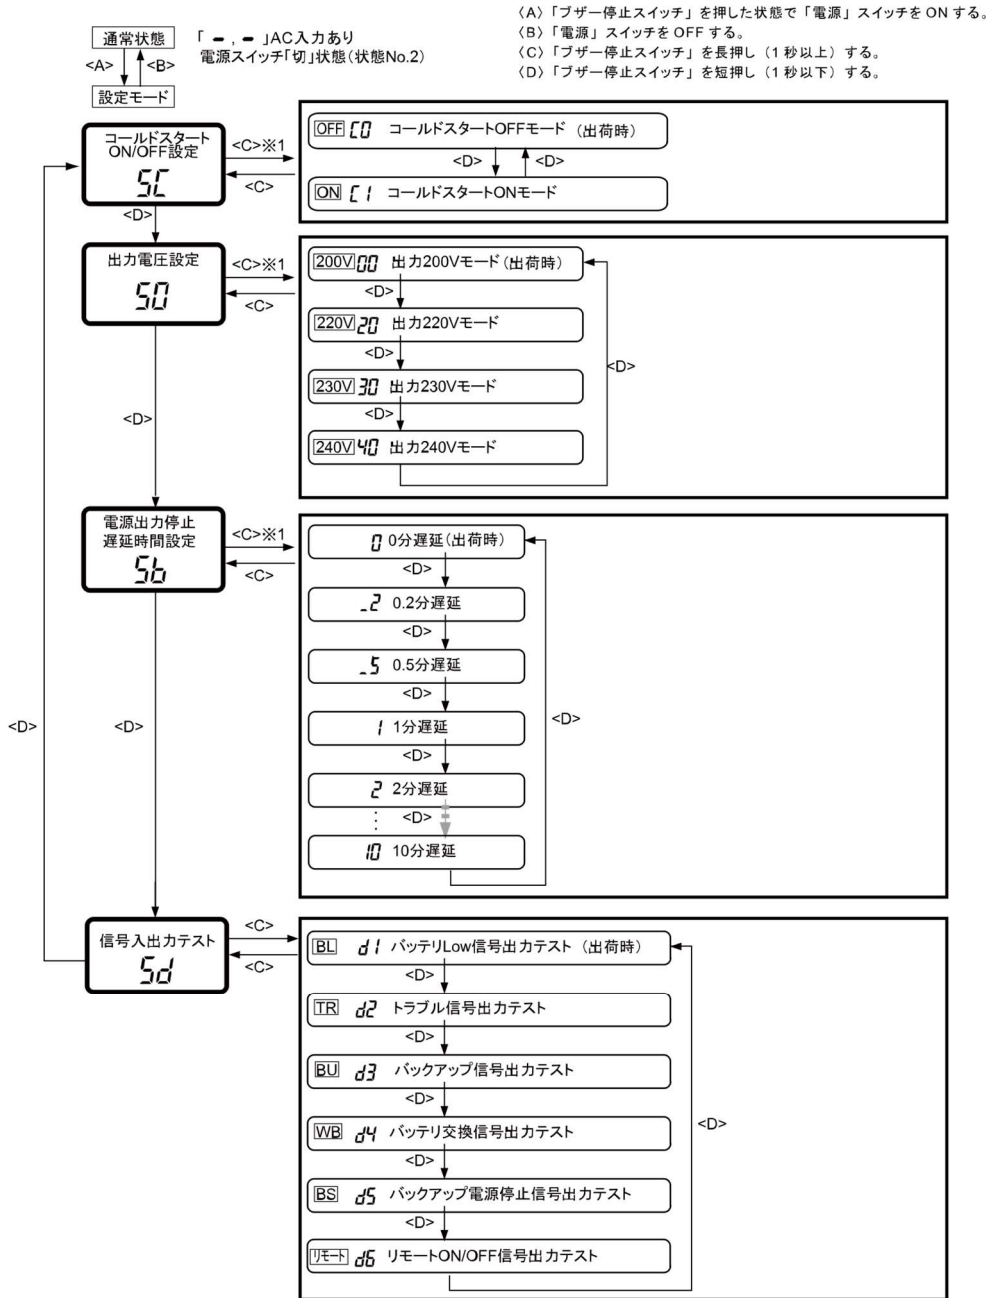 〈A〉「ブザー停止スイッチ」を押した状態で「電源」スイッチをONする。
〈B〉「電源」スイッチをOFFする。
〈C〉「ブザー停止スイッチ」を長押し（1秒以上）する。
〈D〉「ブザー停止スイッチ」を短押し（1秒以下）する。
通常状態
「 - , - 」AC入力あり
電源スイッチ「切」状態(状態No.2)
<A> <B>
設定モード
コールドスタート
ON/OFF設定
SC
<C>※1
<C>
OFF C0 コールドスタートOFFモード (出荷時)
<D> <D>
ON C1 コールドスタートONモード
<D>
出力電圧設定
S0
<C>※1
<C>
200V 00 出力200Vモード(出荷時)
<D>
220V 20 出力220Vモード
<D>
230V 30 出力230Vモード
<D>
240V 40 出力240Vモード
<D>
<D>
電源出力停止
遅延時間設定
Sb
<C>※1
<C>
0 0分遅延(出荷時)
<D>
_2 0.2分遅延
<D>
_5 0.5分遅延
<D>
1 1分遅延
<D>
2 2分遅延
⋮ <D>
10 10分遅延
<D>
<D>
<D>
信号入出力テスト
Sd
<C>
<C>
BL d1 バッテリLow信号出力テスト (出荷時)
<D>
TR d2 トラブル信号出力テスト
<D>
BU d3 バックアップ信号出力テスト
<D>
WB d4 バッテリ交換信号出力テスト
<D>
BS d5 バックアップ電源停止信号出力テスト
<D>
リモート d6 リモートON/OFF信号出力テスト
<D>